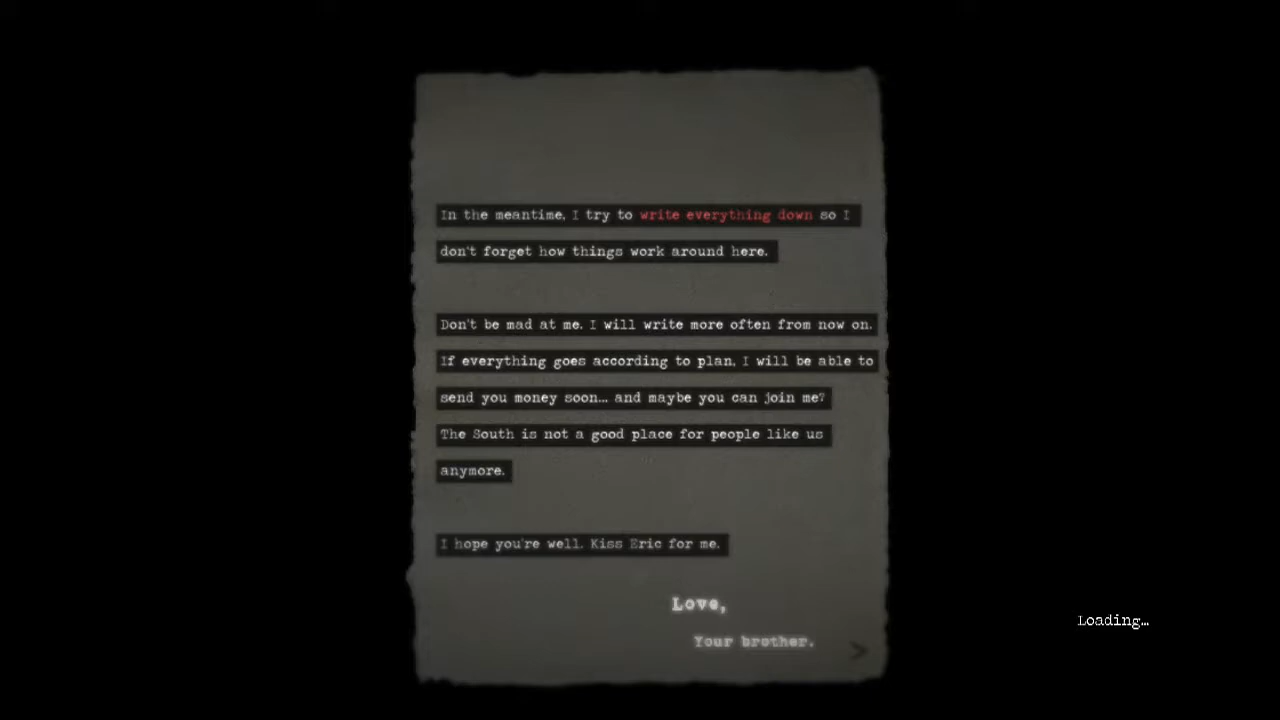 In the meantime, I try to write everything down so I
don't forget how things work around here.
Don't be mad at me. I will write more often from now on.
If everything goes according to plan, I will be able to
send you money soon... and maybe you can join me?
The South is not a good place for people like us
anymore.
I hope you're well. Kiss Eric for me.
Love,
Your brother.
Loading...